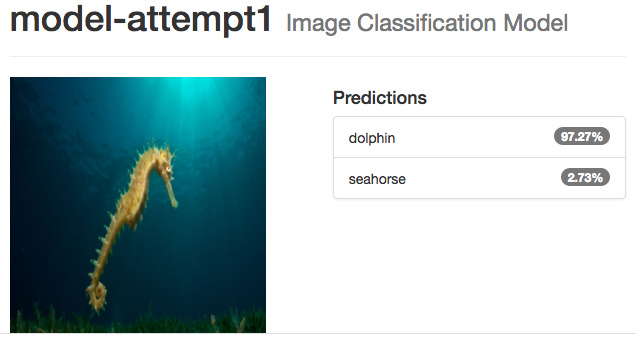 model-attempt1 Image Classification Model
Predictions
dolphin 97.27%
seahorse 2.73%